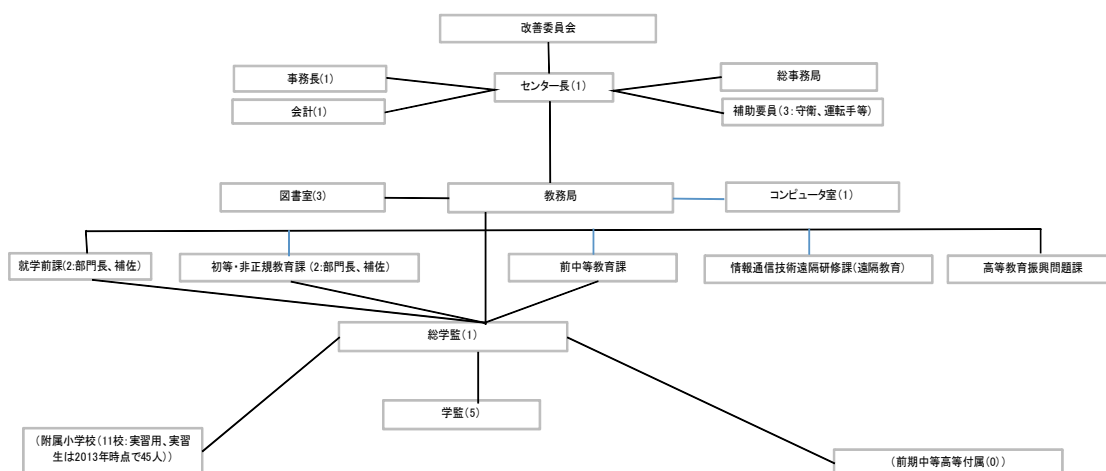 改善委員会
事務長(1)
センター長(1)
総事務局
会計(1)
補助要員(3:守衛、運転手等)
図書室(3)
教務局
コンピュータ室(1)
就学前課(2:部門長、補佐)
初等・非正規教育課(2:部門長、補佐)
前中等教育課
情報通信技術遠隔研修課(遠隔教育)
高等教育振興問題課
総学監(1)
学監(5)
(附属小学校(11校:実習用、実習
生は2013年時点で45人))
(前期中等高等付属(0))